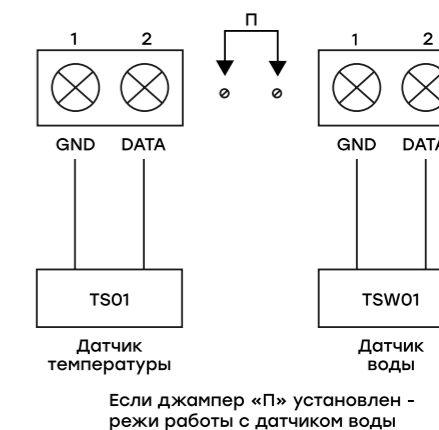 П
1 2 1 2
GND DATA GND DATA
TS01 TSW01
Датчик
температуры
Датчик
воды
Если джампер «П» установлен -
режи работы с датчиком воды